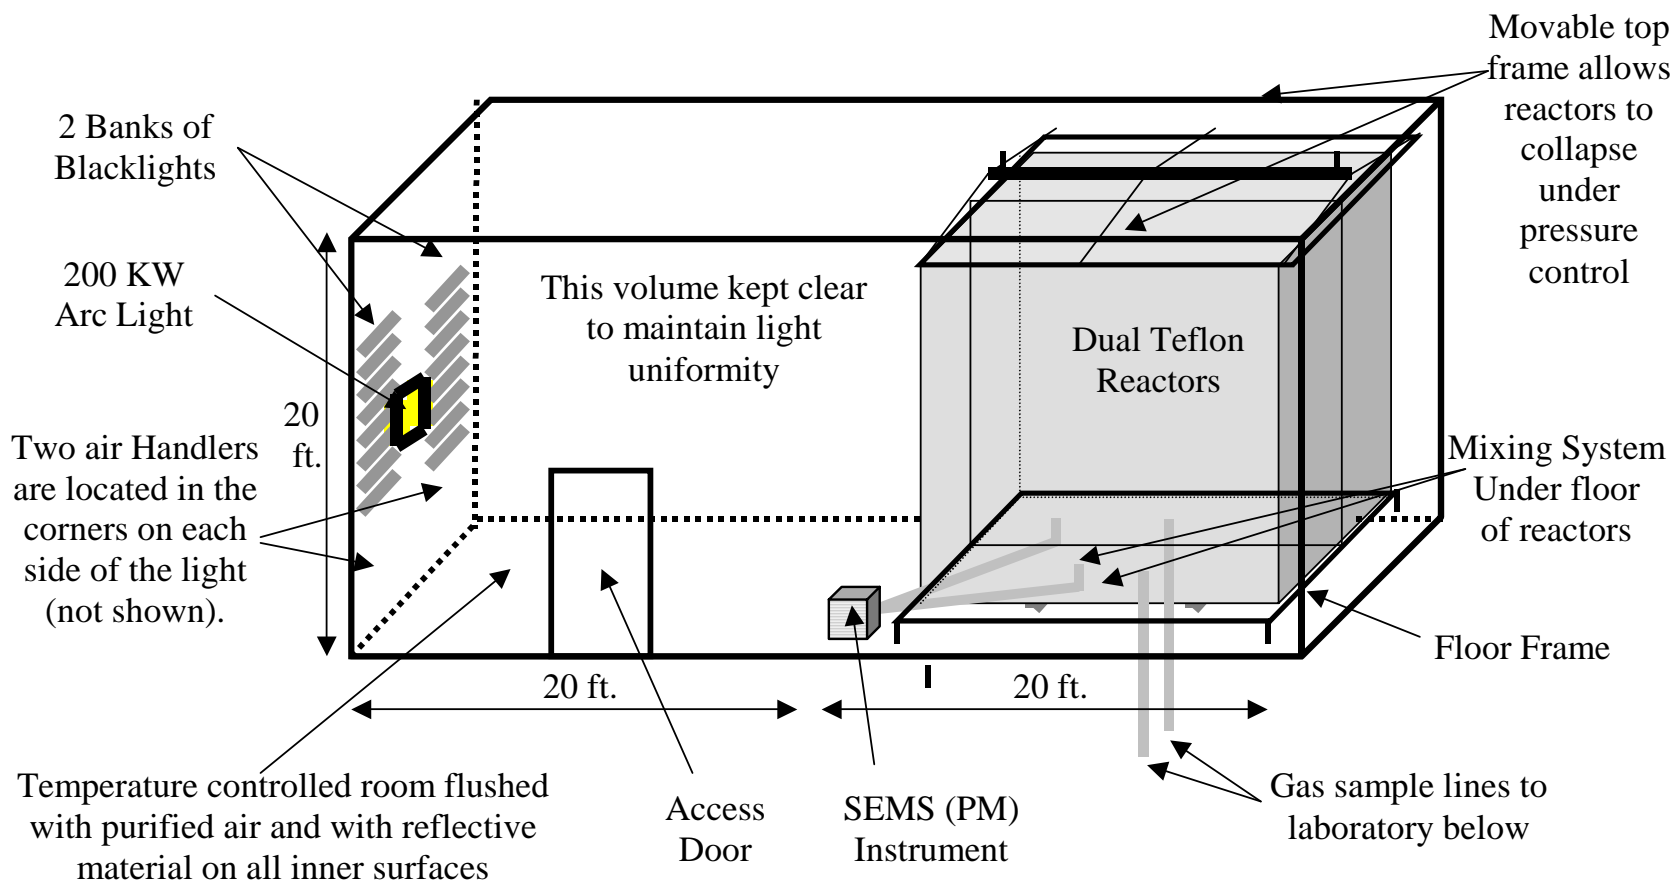 Movable top
frame allows
reactors to
collapse
under
pressure
control
2 Banks of
Blacklights
200 KW
Arc Light
This volume kept clear
to maintain light
uniformity
Dual Teflon
Reactors
20
ft.
Two air Handlers
are located in the
corners on each
side of the light
(not shown).
Mixing System
Under floor
of reactors
Floor Frame
20 ft.
20 ft.
Temperature controlled room flushed
with purified air and with reflective
material on all inner surfaces
Access
Door
SEMS (PM)
Instrument
Gas sample lines to
laboratory below